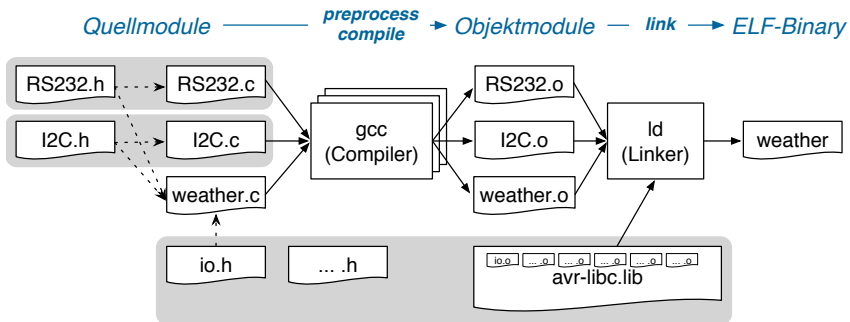 Quellmodule
preprocess
compile
Objektmodule
link
ELF-Binary
RS232.h
RS232.c
RS232.o
I2C.h
I2C.c
gcc
(Compiler)
I2C.o
ld
(Linker)
weather
weather.c
weather.o
io.h
... .h
io.o
... .o
... .o
... .o
... .o
... .o
avr-libc.lib